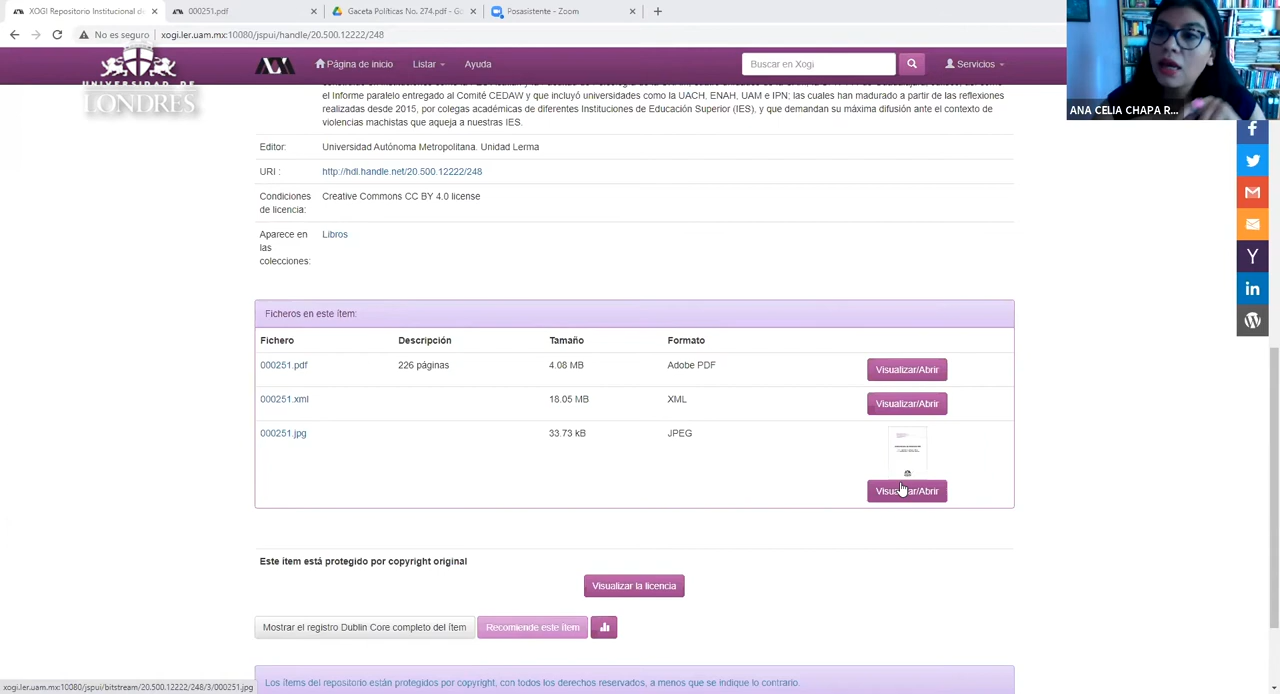 XOGI Repositorio Institucional de
000251.pdf
Gaceta Políticas No. 274.pdf - Go
Posasistente - Zoom
No es seguro
xogi.ler.uam.mx:10080/jspui/handle/20.500.12222/248
UNIVERSIDAD DE
LONDRES
Página de inicio
Listar
Ayuda
Buscar en Xogi
Servicios
ANA CELIA CHAPA R...
el Informe paralelo entregado al Comité CEDAW y que incluyó universidades como la UACH, ENAH, UAM e IPN: las cuales han madurado a partir de las reflexiones
realizadas desde 2015, por colegas académicas de diferentes Instituciones de Educación Superior (IES), y que demandan su máxima difusión ante el contexto de
violencias machistas que aqueja a nuestras IES.
Editor:
Universidad Autónoma Metropolitana. Unidad Lerma
URI :
http://hdl.handle.net/20.500.12222/248
Condiciones
de licencia:
Creative Commons CC BY 4.0 license
Aparece en
las
colecciones:
Libros
Ficheros en este ítem:
Fichero
Descripción
Tamaño
Formato
000251.pdf
226 páginas
4.08 MB
Adobe PDF
Visualizar/Abrir
000251.xml
18.05 MB
XML
Visualizar/Abrir
000251.jpg
33.73 kB
JPEG
Visualizar/Abrir
Este ítem está protegido por copyright original
Visualizar la licencia
Mostrar el registro Dublin Core completo del ítem
Recomiende este ítem
Los ítems del repositorio están protegidos por copyright, con todos los derechos reservados, a menos que se indique lo contrario.
xogi.ler.uam.mx:10080/jspui/bitstream/20.500.12222/248/3/000251.jpg